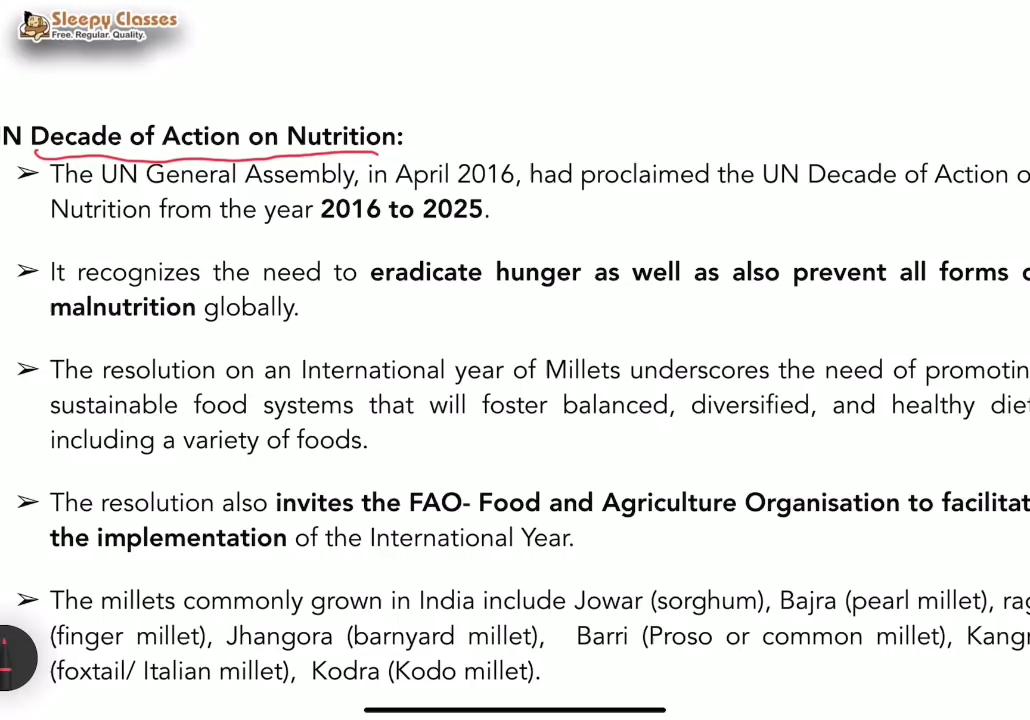 Sleepy Classes
Free. Regular. Quality.
N Decade of Action on Nutrition:
➢ The UN General Assembly, in April 2016, had proclaimed the UN Decade of Action o
Nutrition from the year 2016 to 2025.
➢ It recognizes the need to eradicate hunger as well as also prevent all forms o
malnutrition globally.
➢ The resolution on an International year of Millets underscores the need of promotin
sustainable food systems that will foster balanced, diversified, and healthy diet
including a variety of foods.
➢ The resolution also invites the FAO- Food and Agriculture Organisation to facilitat
the implementation of the International Year.
➢ The millets commonly grown in India include Jowar (sorghum), Bajra (pearl millet), rag
(finger millet), Jhangora (barnyard millet), Barri (Proso or common millet), Kangn
(foxtail/ Italian millet), Kodra (Kodo millet).